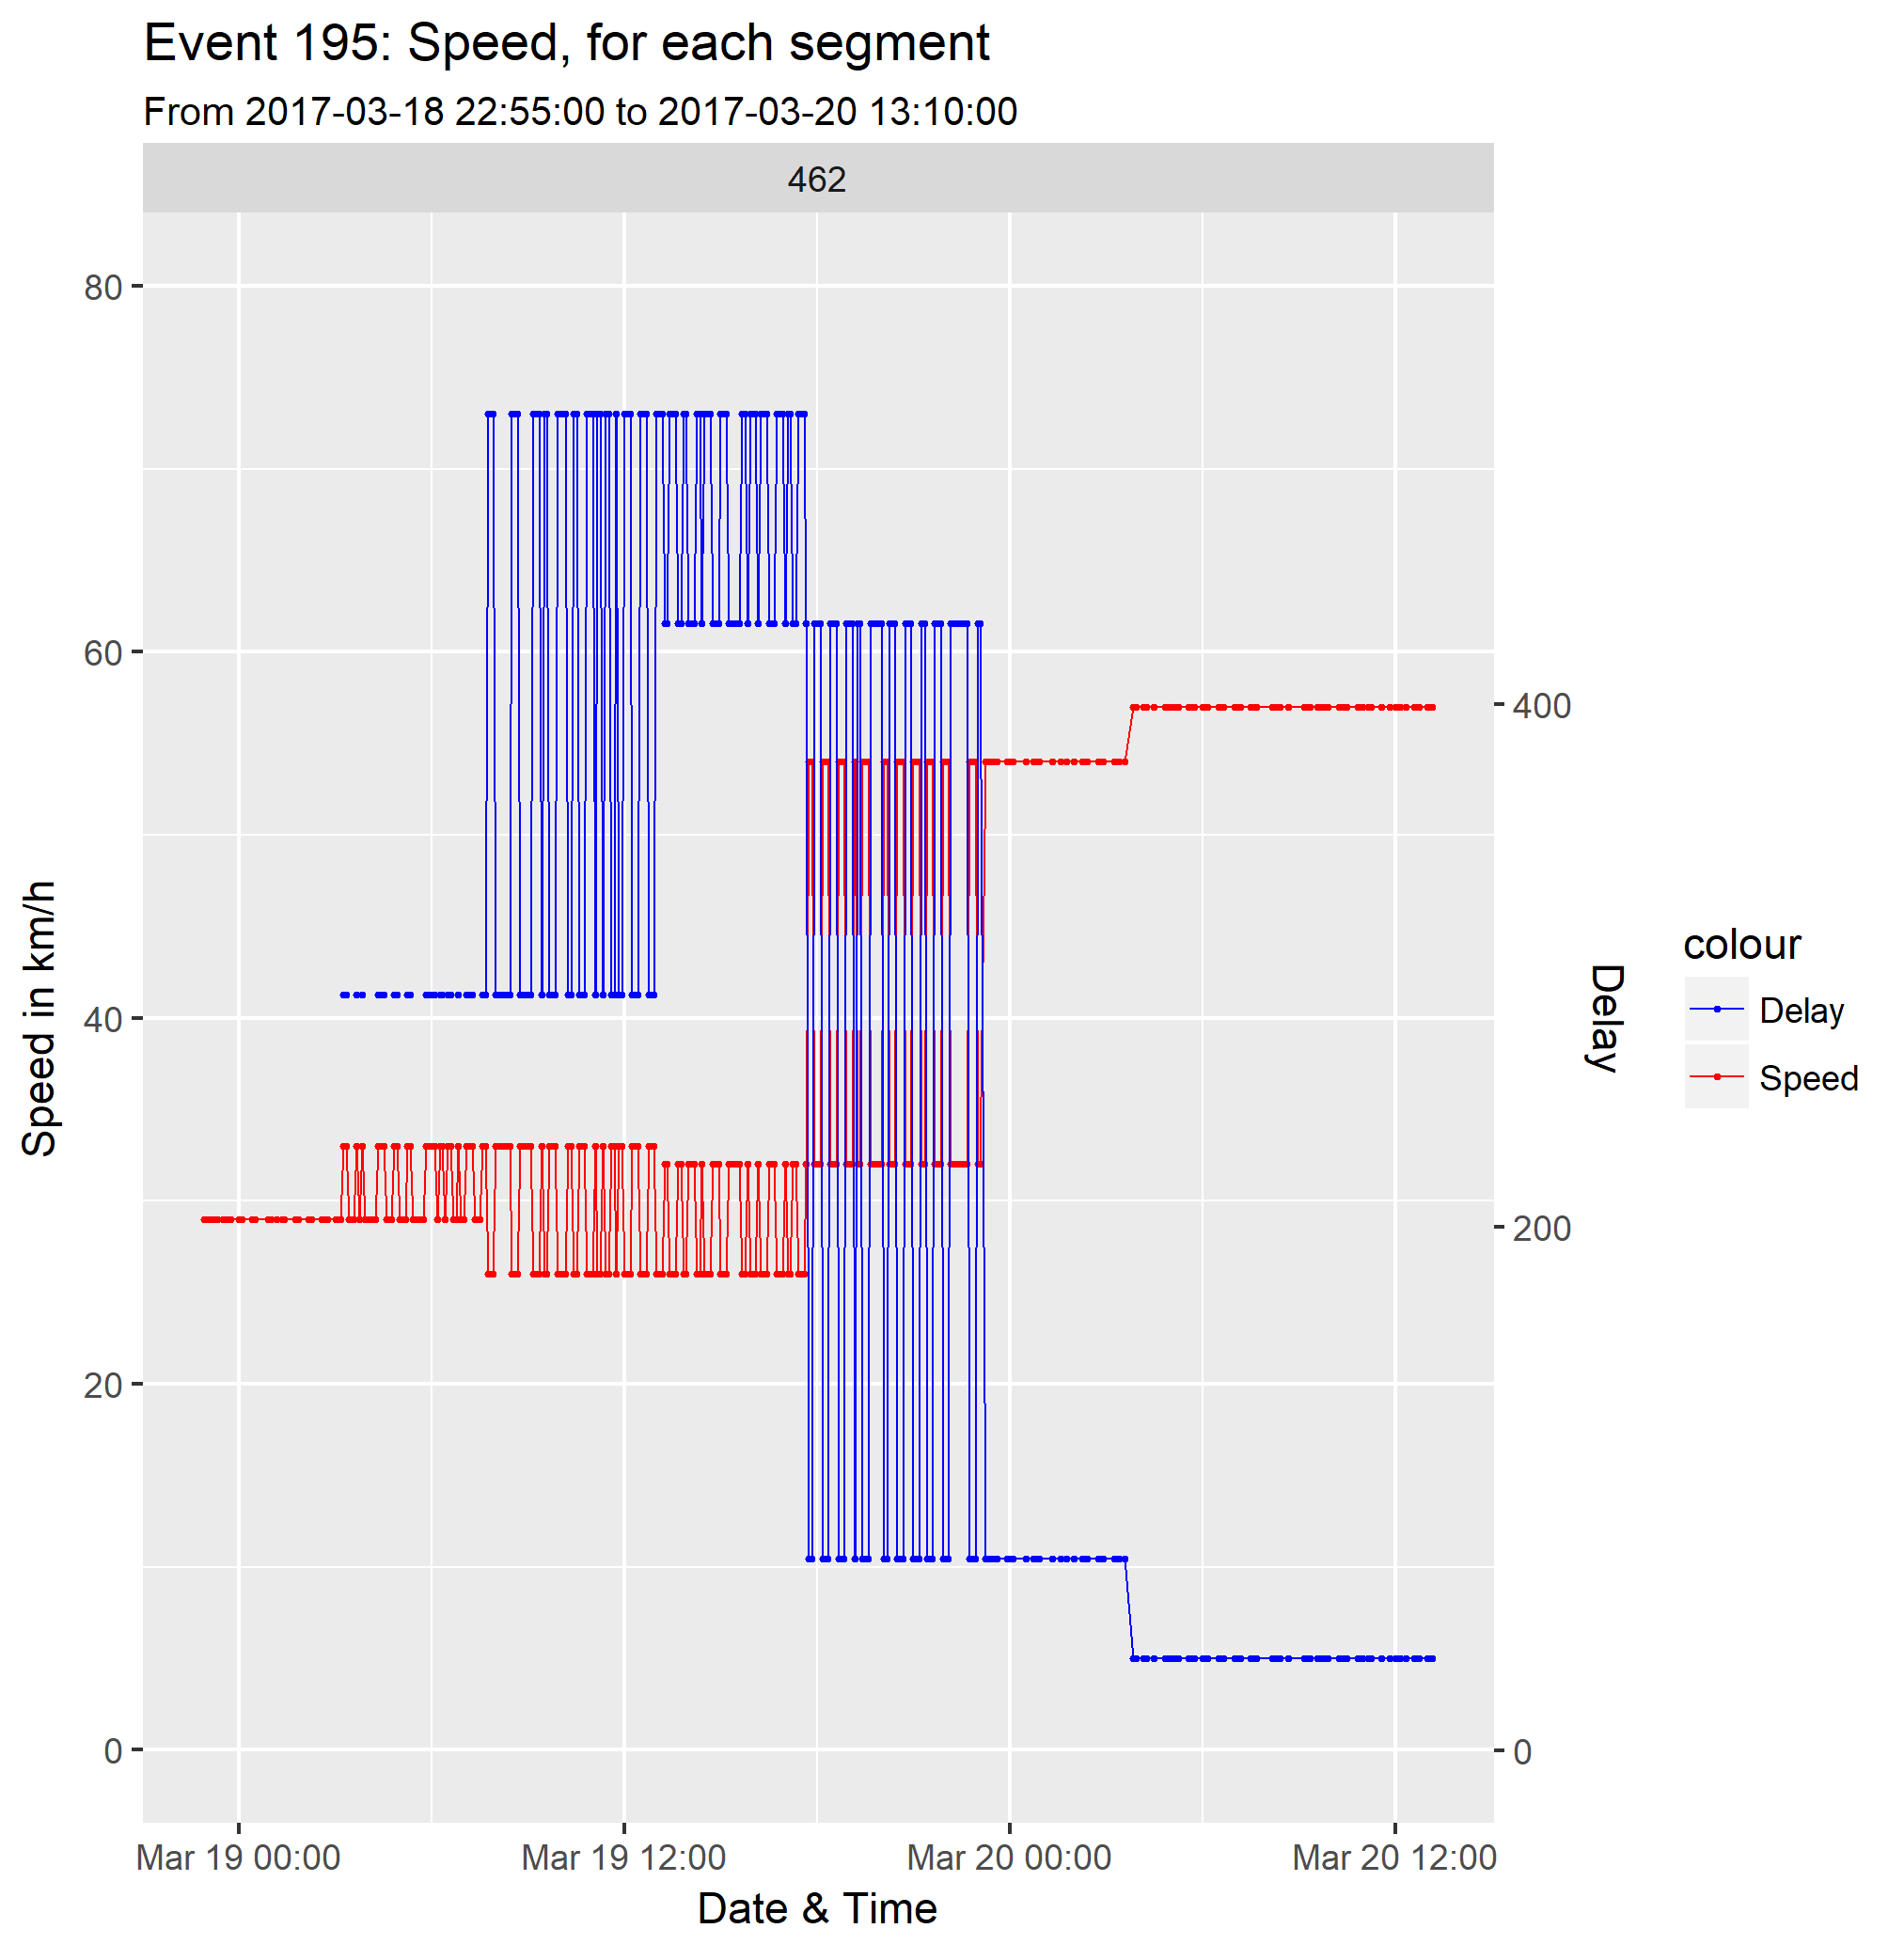 Event 195: Speed, for each segment
From 2017-03-18 22:55:00 to 2017-03-20 13:10:00
462
80
60
40
20
0
Speed in km/h
400
200
0
Delay
colour
Delay
Speed
Mar 19 00:00
Mar 19 12:00
Mar 20 00:00
Mar 20 12:00
Date & Time